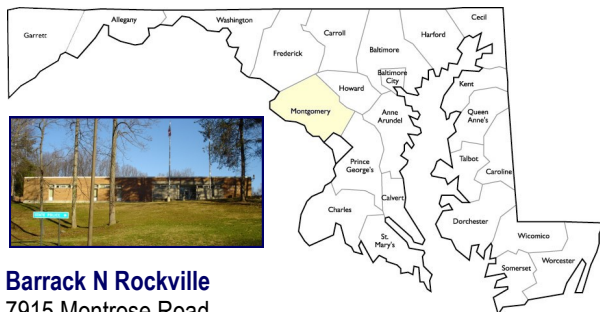 Garrett
Allegany
Washington
Frederick
Carroll
Baltimore
Harford
Cecil
Baltimore
City
Howard
Kent
Montgomery
Anne
Arundel
Queen
Anne's
Prince
George's
Talbot
Caroline
Calvert
Charles
St.
Mary's
Dorchester
Wicomico
Somerset
Worcester
Barrack N Rockville
7915 Montrose Road